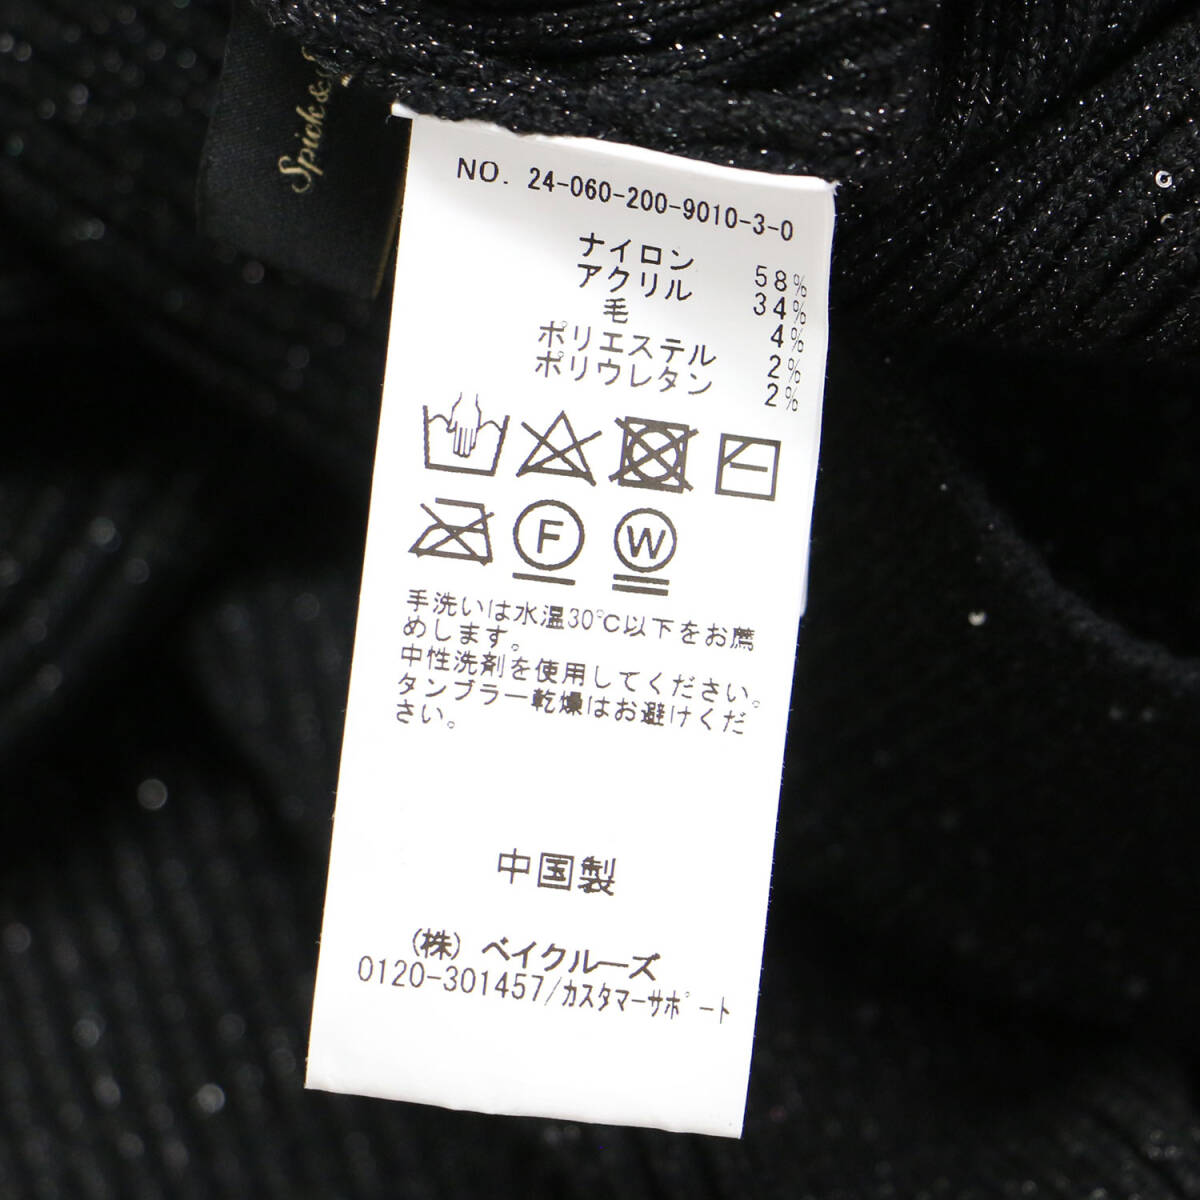 Spick &
NO. 24-060-200-9010-3-0
ナイロン 58%
アクリル 34%
毛 4%
ポリエステル 2%
ポリウレタン 2%
F W
手洗いは水温30℃以下をお薦
めします。
中性洗剤を使用してください。
タンブラー乾燥はお避けくだ
さい。
中国製
(株) ベイクルーズ
0120-301457/カスタマーサポート